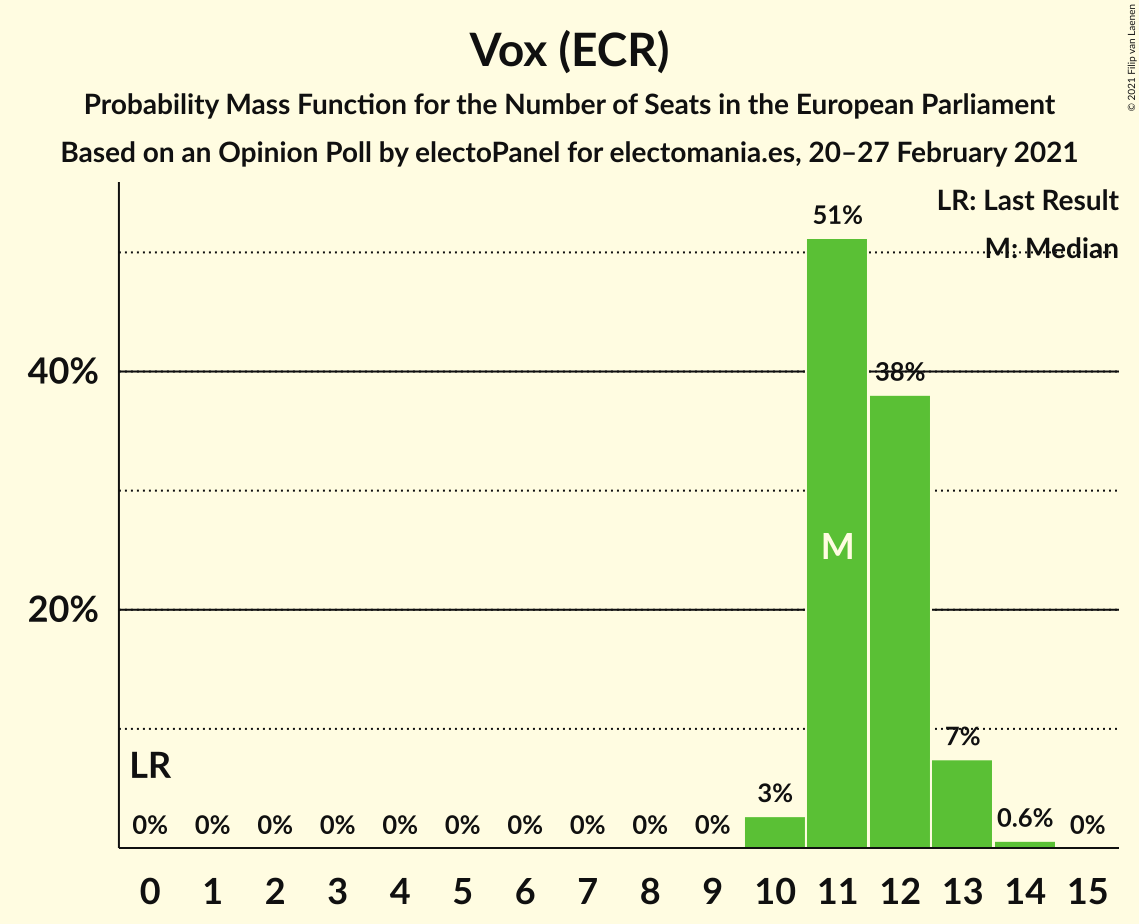 Vox (ECR)
Probability Mass Function for the Number of Seats in the European Parliament
Based on an Opinion Poll by electoPanel for electomania.es, 20–27 February 2021
© 2021 Filip van Laenen
LR: Last Result
M: Median
51%
40%
38%
M
20%
7%
LR
3%
0% 0% 0% 0% 0% 0% 0% 0% 0% 0% 0.6% 0%
0 1 2 3 4 5 6 7 8 9 10 11 12 13 14 15